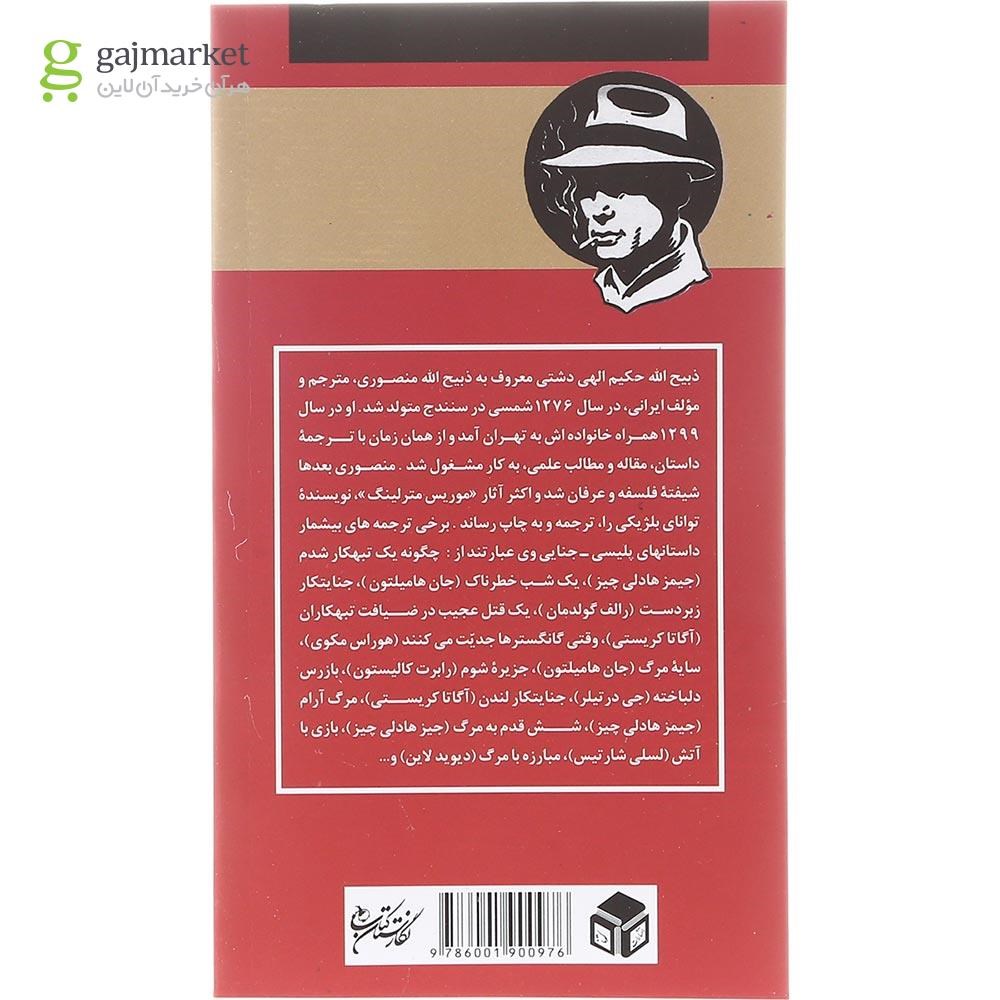 gajmarket
هر آن خرید آن لاین
ذبیح الله حکیم الهی دشتی معروف به ذبیح الله منصوری، مترجم و
مؤلف ایرانی، در سال ۱۲۷۶ شمسی در سنندج متولد شد. او در سال
۱۲۹۹ همراه خانواده اش به تهران آمد و از همان زمان با ترجمهٔ
داستان، مقاله و مطالب علمی، به کار مشغول شد. منصوری بعدها
شیفتهٔ فلسفه و عرفان شد و اکثر آثار «موریس مترلینگ»، نویسندهٔ
توانای بلژیکی را، ترجمه و به چاپ رساند. برخی ترجمه های بیشمار
داستانهای پلیسی ـ جنایی وی عبارتند از: چگونه یک تبهکار شدم
(جیمز هادلی چیز)، یک شب خطرناک (جان هامیلتون)، جنایتکار
زبردست (رالف گولدمان)، یک قتل عجیب در ضیافت تبهکاران
(آگاتا کریستی)، وقتی گانگسترها جدیّت می کنند (هوراس مکوی)،
سایهٔ مرگ (جان هامیلتون)، جزیرهٔ شوم (رابرت کالیستون)، بازرس
دلباخته (جی در تیلر)، جنایتکار لندن (آگاتا کریستی)، مرگ آرام
(جیمز هادلی چیز)، شش قدم به مرگ (جیز هادلی چیز)، بازی با
آتش (لسلی شارتیس)، مبارزه با مرگ (دیوید لاین) و...
نگارستان کتاب
9 786001 900976